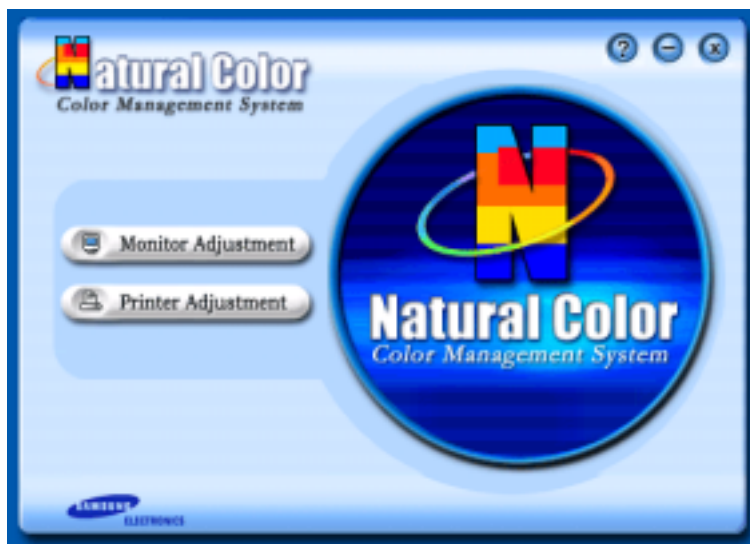 Natural Color
Color Management System
? - x
Monitor Adjustment
Printer Adjustment
N
Natural Color
Color Management System
SAMSUNG
ELECTRONICS